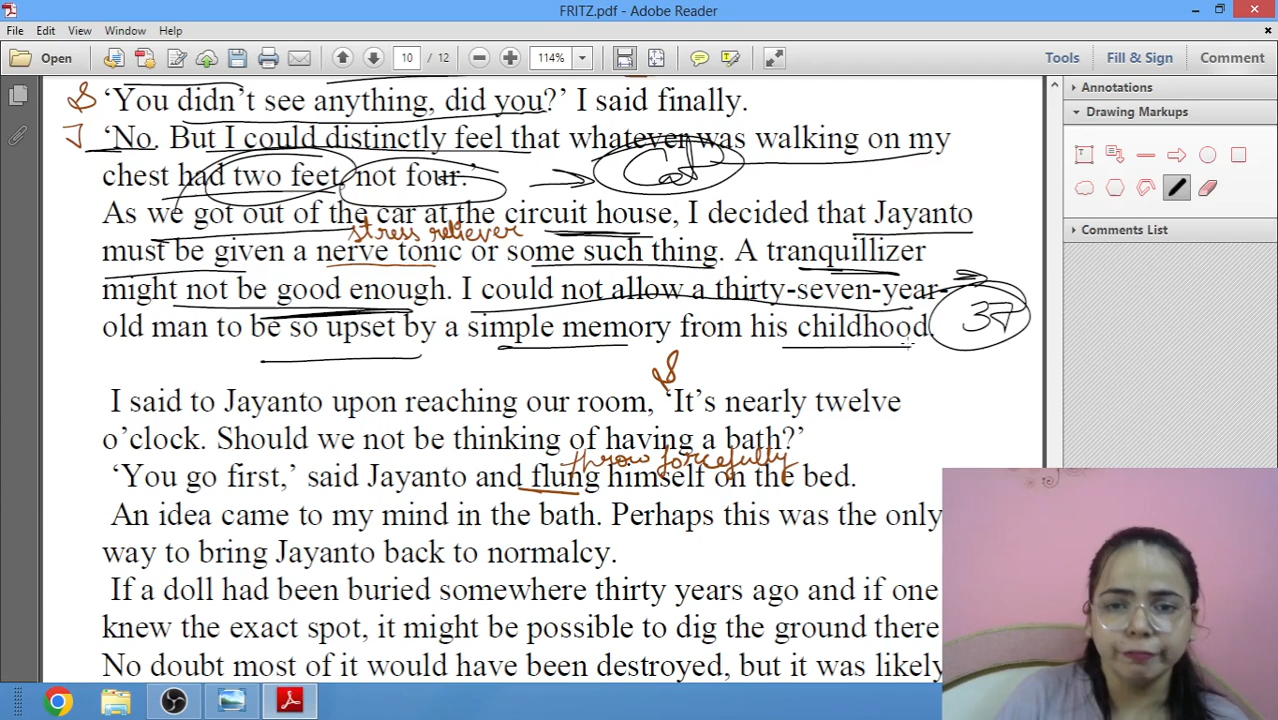 FRITZ.pdf - Adobe Reader
File Edit View Window Help
Open 10 / 12 114% Tools Fill & Sign Comment
S 'You didn't see anything, did you?' I said finally.
J 'No. But I could distinctly feel that whatever was walking on my
chest had two feet, not four.' cat
As we got out of the car at the circuit house, I decided that Jayanto
stress reliever
must be given a nerve tonic or some such thing. A tranquillizer
might not be good enough. I could not allow a thirty-seven-year-
old man to be so upset by a simple memory from his childhood. 37
S
I said to Jayanto upon reaching our room, 'It's nearly twelve
o'clock. Should we not be thinking of having a bath?'
throw forcefully
'You go first,' said Jayanto and flung himself on the bed.
An idea came to my mind in the bath. Perhaps this was the only
way to bring Jayanto back to normalcy.
If a doll had been buried somewhere thirty years ago and if one
knew the exact spot, it might be possible to dig the ground there
No doubt most of it would have been destroyed, but it was likely
Annotations
Drawing Markups
Comments List